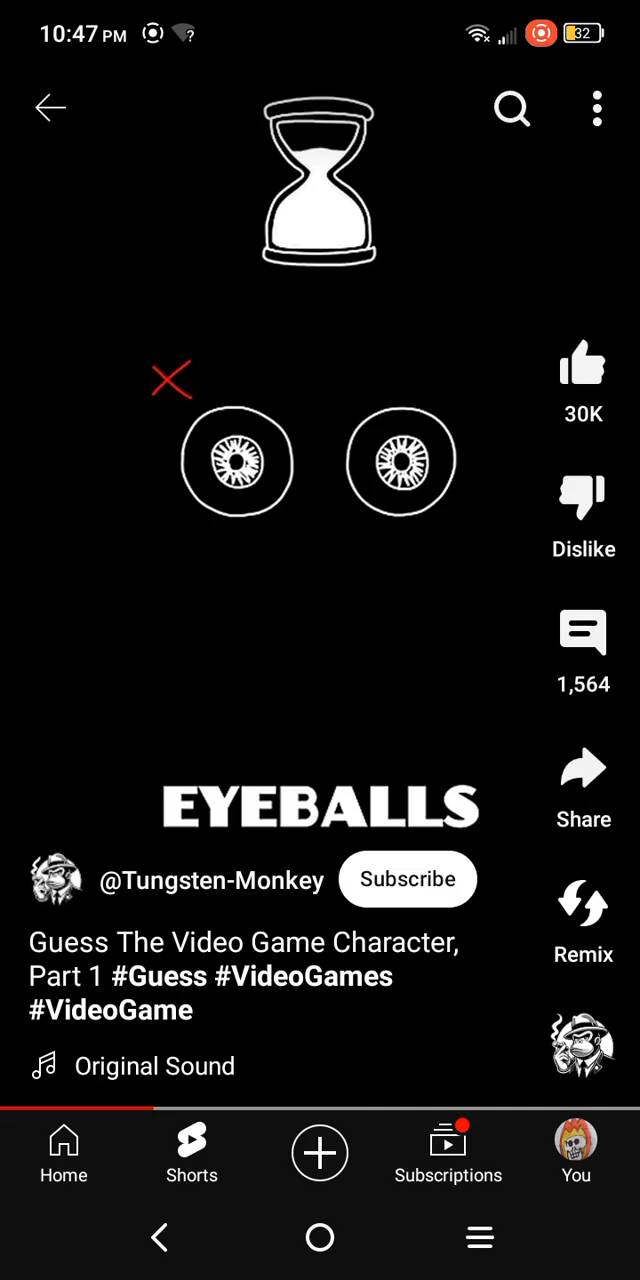 10:47 PM
?
32
30K
Dislike
1,564
Share
EYEBALLS
@Tungsten-Monkey
Subscribe
Remix
Guess The Video Game Character,
Part 1 #Guess #VideoGames
#VideoGame
Original Sound
Home
Shorts
Subscriptions
You